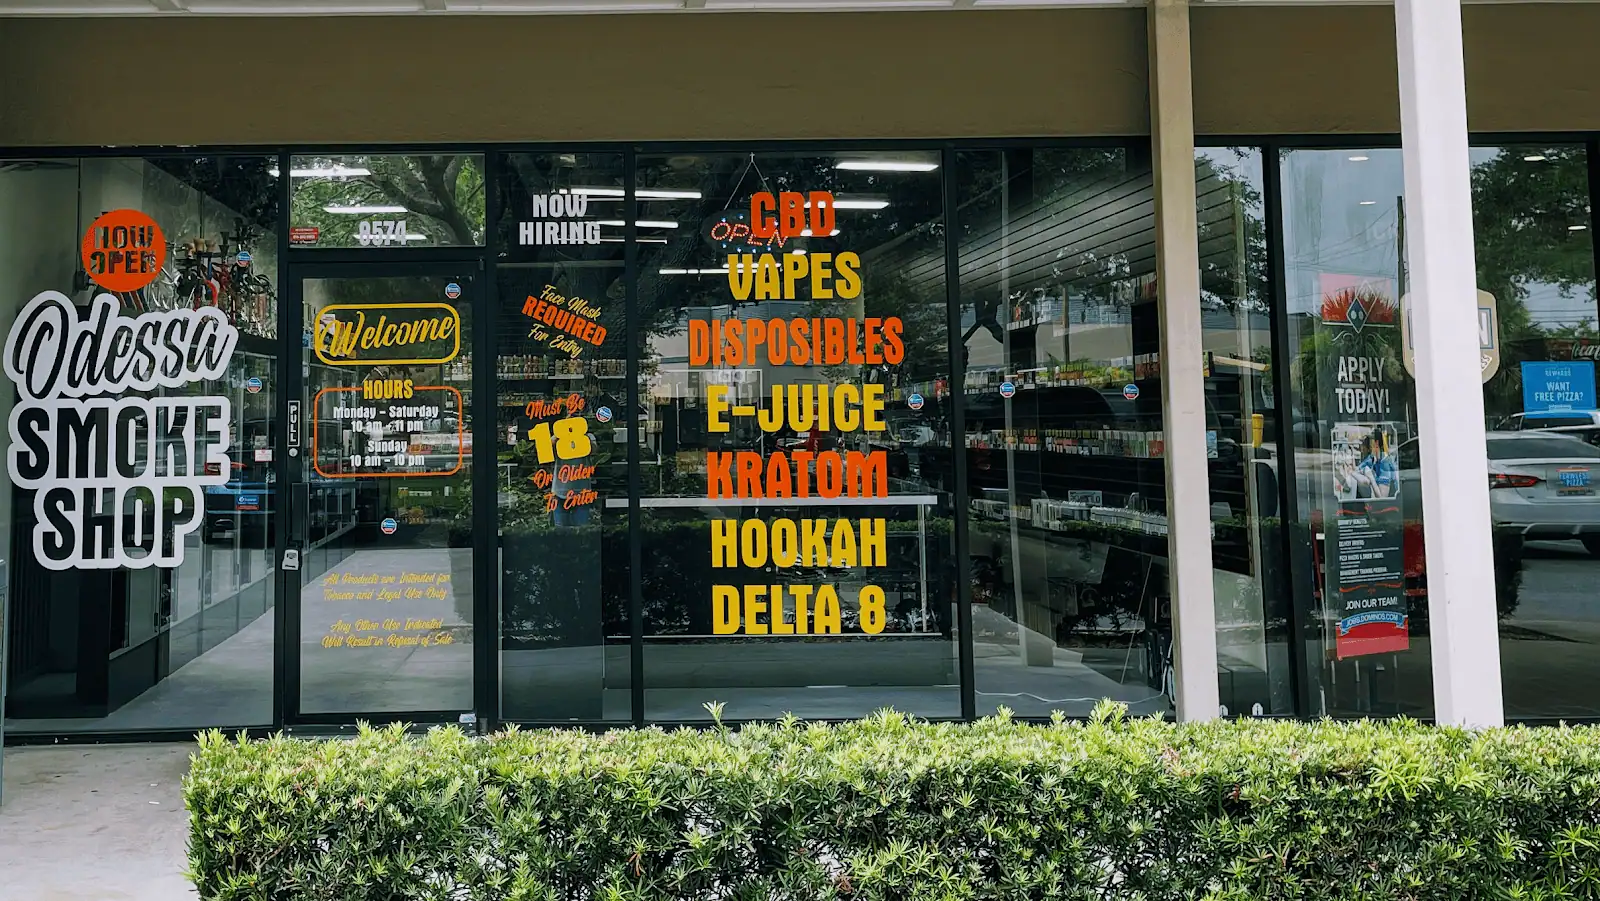 NOW
OPEN
Odessa
SMOKE
SHOP
8574
PULL
Welcome
HOURS
Monday - Saturday
10 am - 11 pm
Sunday
10 am - 10 pm
All Products are Intended for
Tobacco and Legal Use Only
Any Other Use Indicated
Will Result in Refusal of Sale
NOW
HIRING
Face Mask
REQUIRED
For Entry
Must Be
18
Or Older
To Enter
OPEN
CBD
VAPES
DISPOSIBLES
E-JUICE
KRATOM
HOOKAH
DELTA 8
APPLY
TODAY!
JOIN OUR TEAM!
JOBS.DOMINOS.COM
REWARDS
WANT
FREE PIZZA?